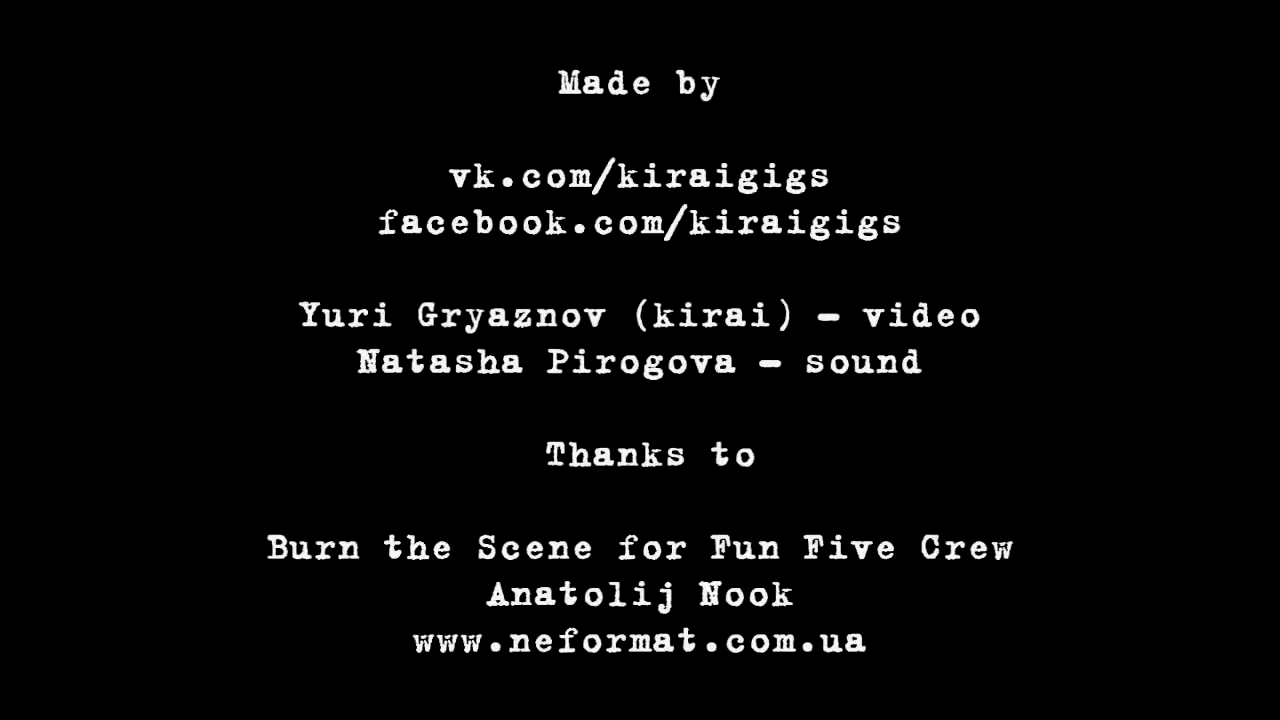 Made by
vk.com/kiraigigs
facebook.com/kiraigigs
Yuri Gryaznov (kirai) – video
Natasha Pirogova – sound
Thanks to
Burn the Scene for Fun Five Crew
Anatolij Nook
www.neformat.com.ua